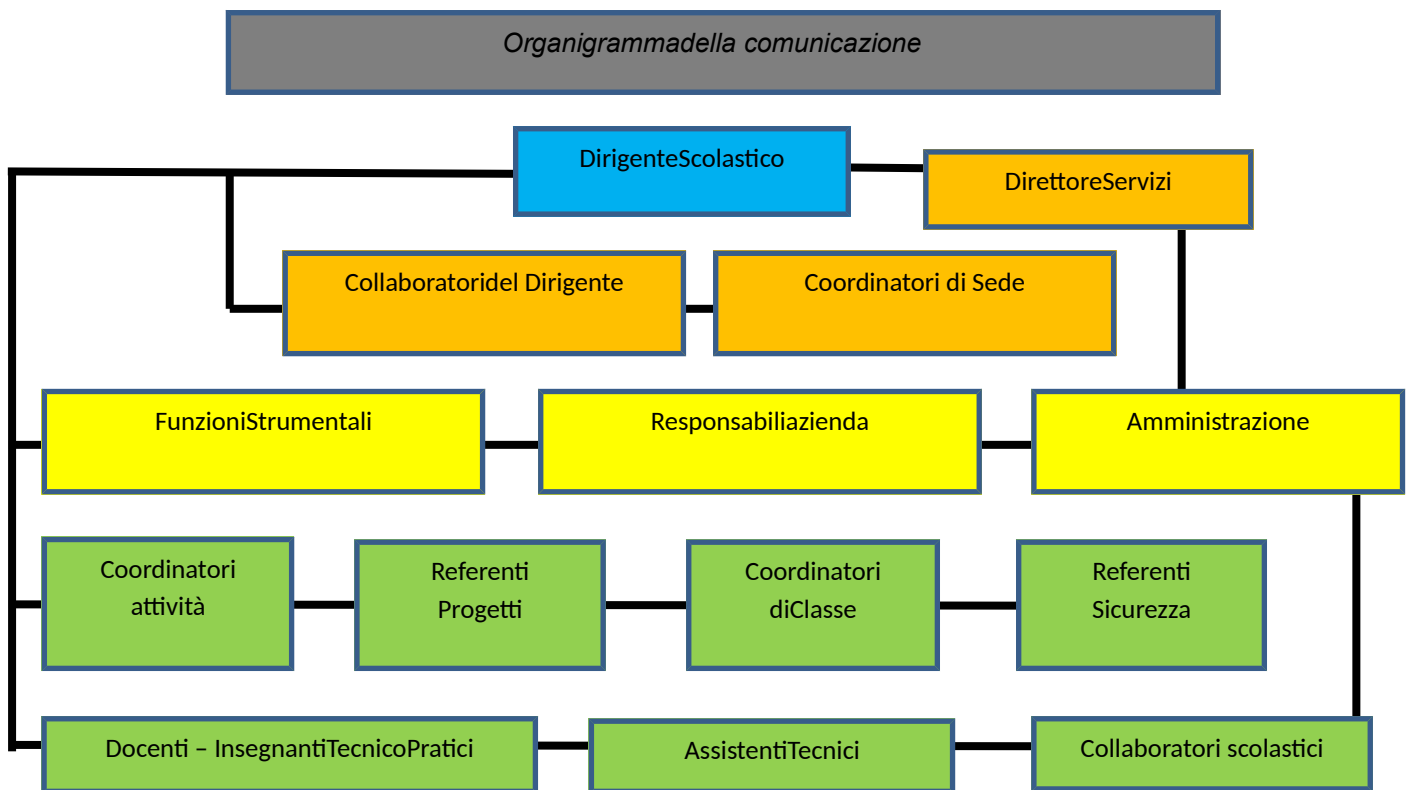 Organigrammadella comunicazione
DirigenteScolastico
DirettoreServizi
Collaboratoridel Dirigente
Coordinatori di Sede
FunzioniStrumentali
Responsabiliazienda
Amministrazione
Coordinatori
attività
Referenti
Progetti
Coordinatori
diClasse
Referenti
Sicurezza
Docenti – InsegnantiTecnicoPratici
AssistentiTecnici
Collaboratori scolastici